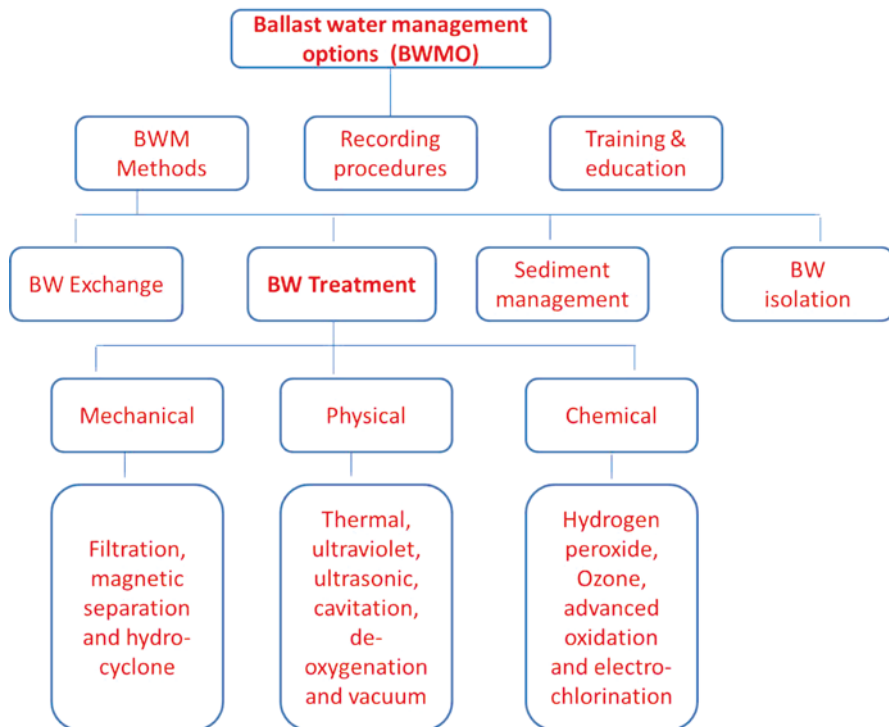 Ballast water management
options (BWMO)
BWM
Methods
Recording
procedures
Training &
education
BW Exchange
BW Treatment
Sediment
management
BW
isolation
Mechanical
Physical
Chemical
Filtration,
magnetic
separation
and hydro-
cyclone
Thermal,
ultraviolet,
ultrasonic,
cavitation,
de-
oxygenation
and vacuum
Hydrogen
peroxide,
Ozone,
advanced
oxidation
and electro-
chlorination